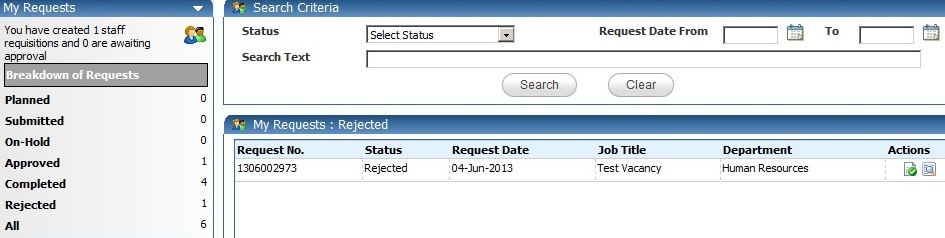 My Requests
You have created 1 staff
requisitions and 0 are awaiting
approval
Breakdown of Requests
Planned 0
Submitted 0
On-Hold 0
Approved 1
Completed 4
Rejected 1
All 6
Search Criteria
Status Select Status Request Date From To
Search Text
Search Clear
My Requests : Rejected
Request No. Status Request Date Job Title Department Actions
1306002973 Rejected 04-Jun-2013 Test Vacancy Human Resources